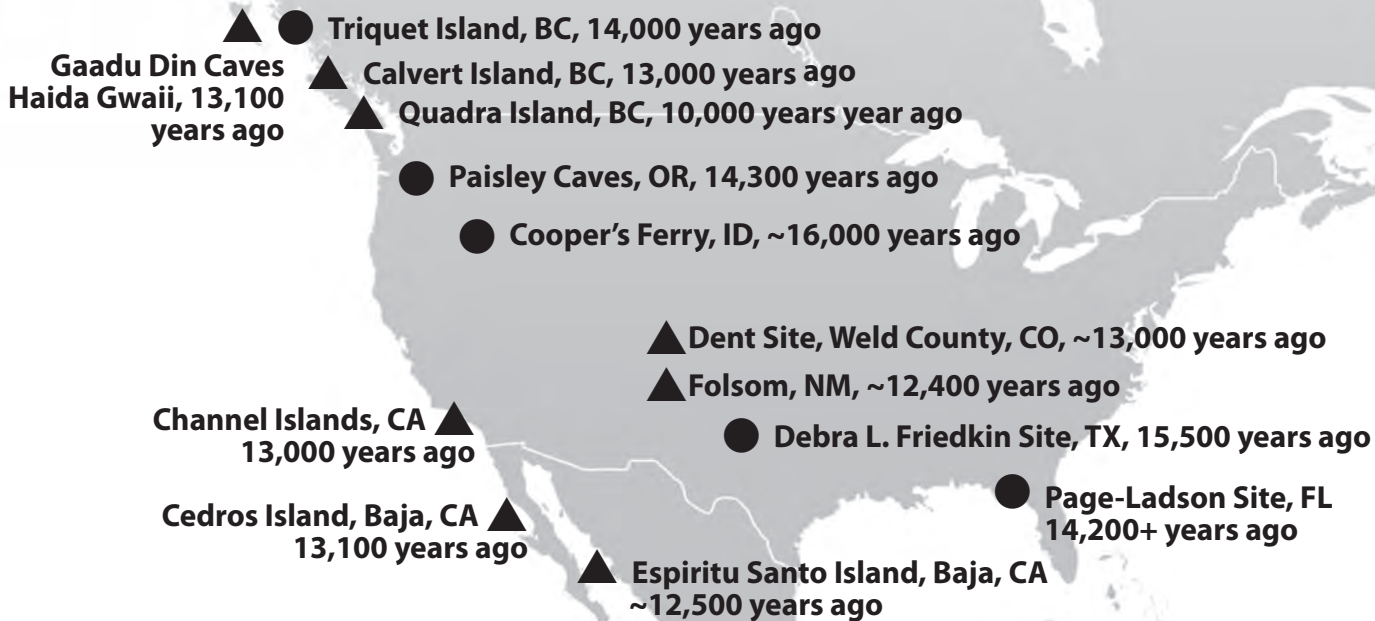 Triquet Island, BC, 14,000 years ago
Gaadu Din Caves
Haida Gwaii, 13,100
years ago
Calvert Island, BC, 13,000 years ago
Quadra Island, BC, 10,000 years year ago
Paisley Caves, OR, 14,300 years ago
Cooper's Ferry, ID, ~16,000 years ago
Dent Site, Weld County, CO, ~13,000 years ago
Folsom, NM, ~12,400 years ago
Channel Islands, CA
13,000 years ago
Debra L. Friedkin Site, TX, 15,500 years ago
Page-Ladson Site, FL
14,200+ years ago
Cedros Island, Baja, CA
13,100 years ago
Espiritu Santo Island, Baja, CA
~12,500 years ago